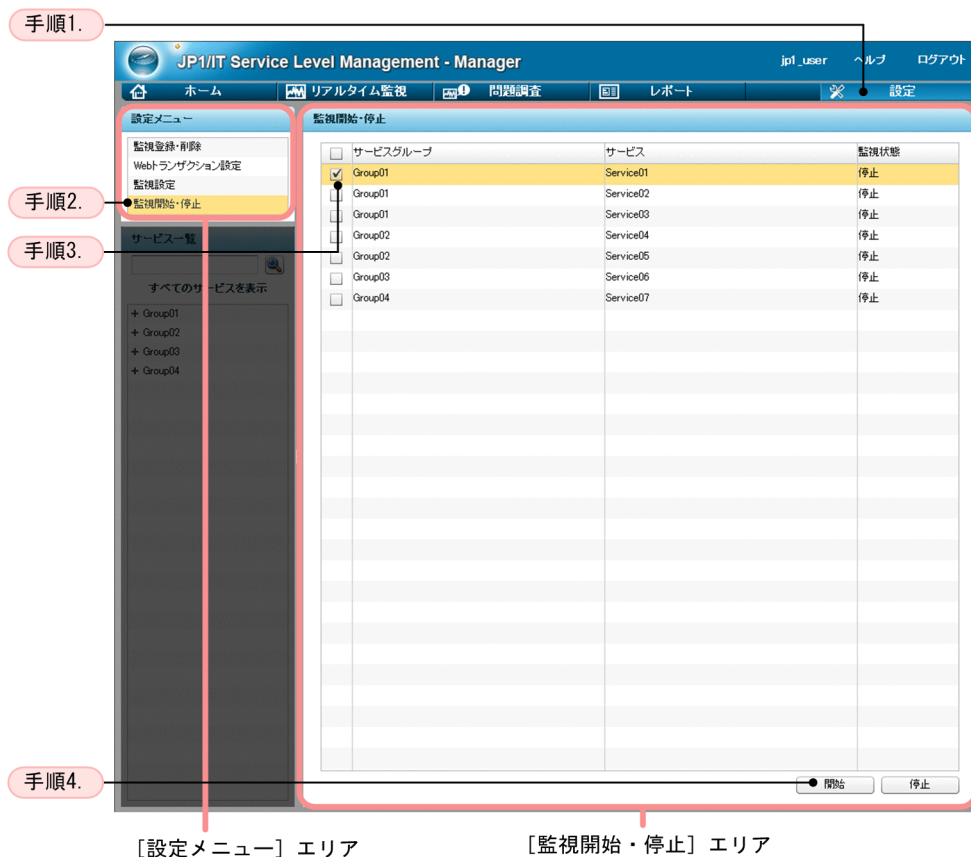 手順1.
JP1/IT Service Level Management - Manager
jp1_user ヘルプ ログアウト
ホーム リアルタイム監視 問題調査 レポート 設定
設定メニュー
監視登録・削除
Webトランザクション設定
監視設定
監視開始・停止
手順2.
手順3.
サービス一覧
すべてのサービスを表示
+ Group01
+ Group02
+ Group03
+ Group04
監視開始・停止
サービスグループ サービス 監視状態
Group01 Service01 停止
Group01 Service02 停止
Group01 Service03 停止
Group02 Service04 停止
Group02 Service05 停止
Group03 Service06 停止
Group04 Service07 停止
手順4.
開始 停止
［設定メニュー］エリア
［監視開始・停止］エリア